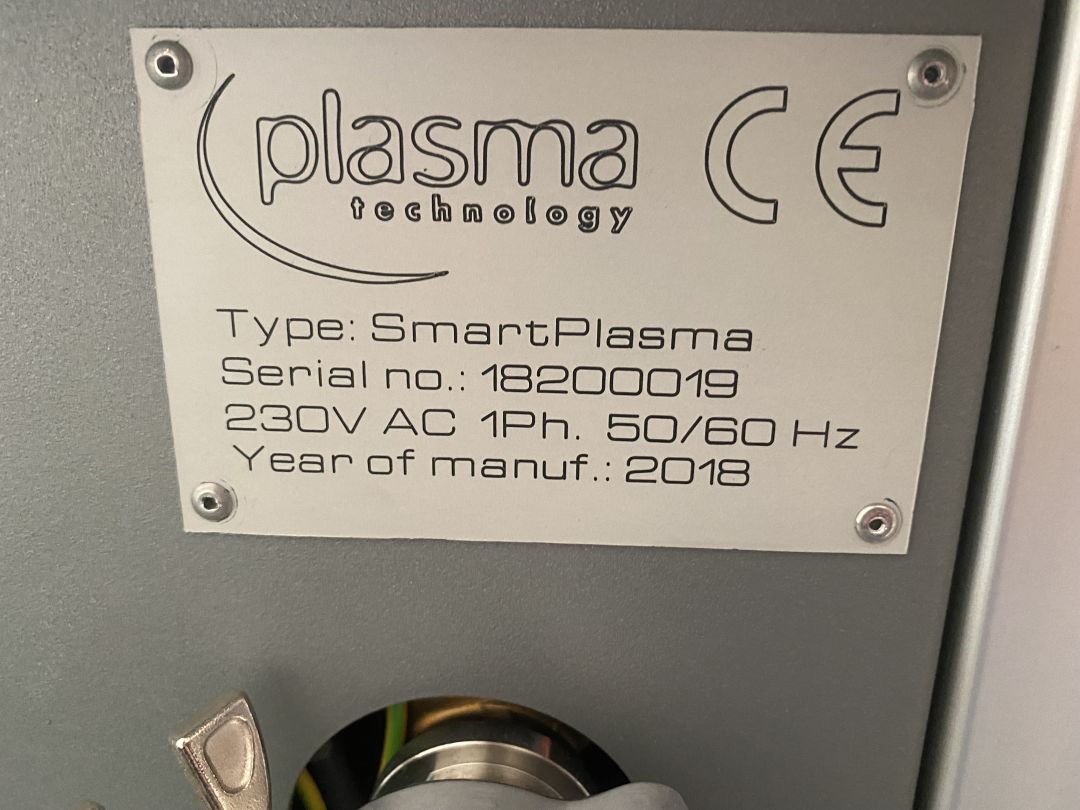 plasma CE
technology
Type: SmartPlasma
Serial no.: 18200019
230V AC 1Ph. 50/60 Hz
Year of manuf.: 2018